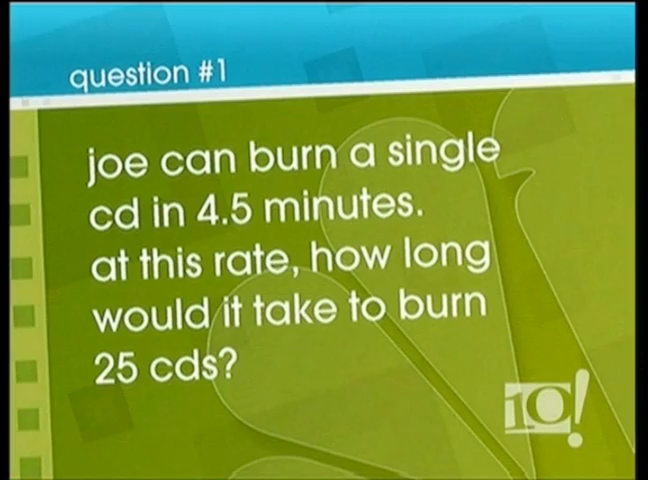 question #1
joe can burn a single
cd in 4.5 minutes.
at this rate, how long
would it take to burn
25 cds?
10!